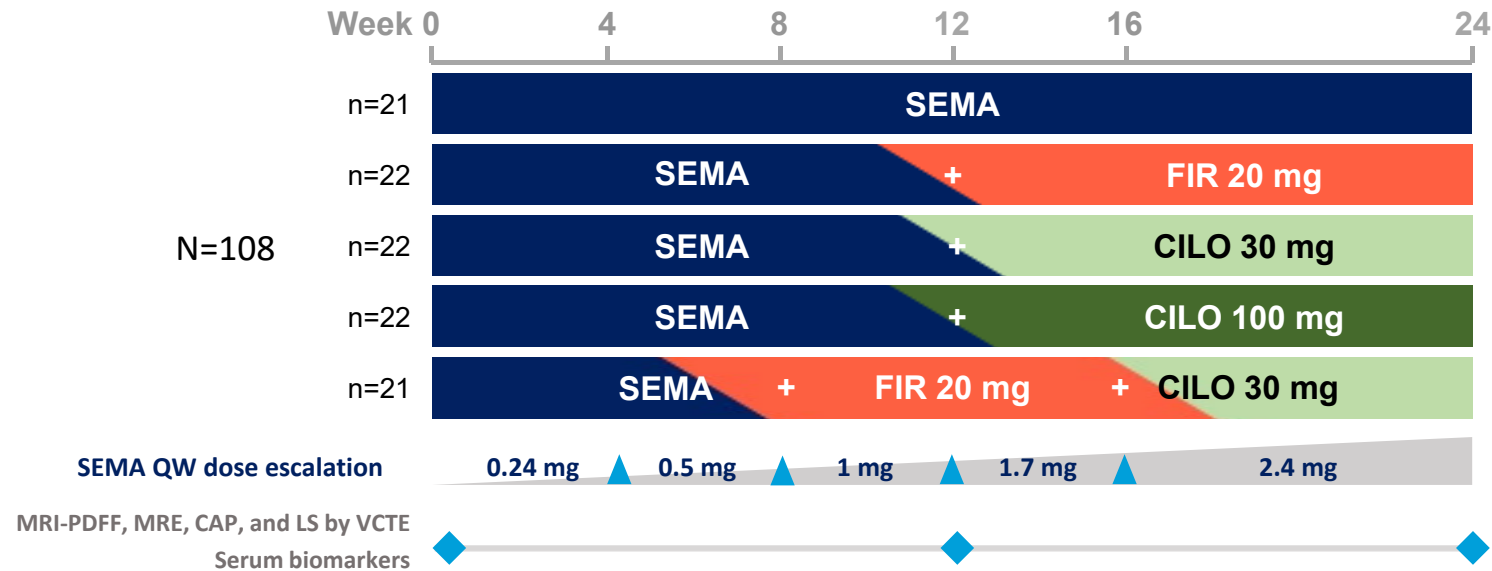 Week 0 4 8 12 16 24
n=21 SEMA
n=22 SEMA + FIR 20 mg
N=108 n=22 SEMA + CILO 30 mg
n=22 SEMA + CILO 100 mg
n=21 SEMA + FIR 20 mg + CILO 30 mg
SEMA QW dose escalation 0.24 mg 0.5 mg 1 mg 1.7 mg 2.4 mg
MRI-PDFF, MRE, CAP, and LS by VCTE
Serum biomarkers